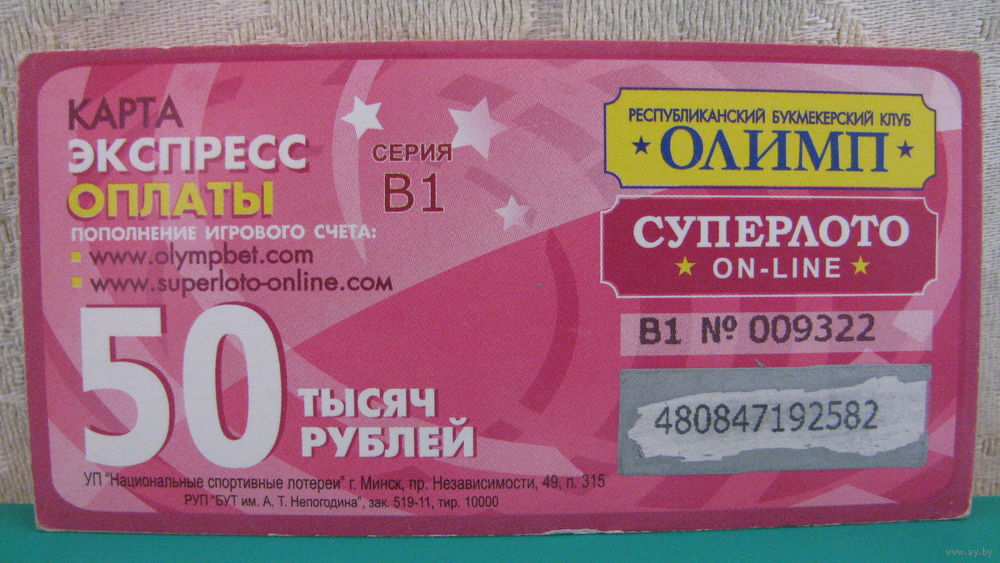 КАРТА
ЭКСПРЕСС
ОПЛАТЫ
ПОПОЛНЕНИЕ ИГРОВОГО СЧЕТА:
www.olympbet.com
www.superloto-online.com
50 ТЫСЯЧ
РУБЛЕЙ
СЕРИЯ
В1
РЕСПУБЛИКАНСКИЙ БУКМЕКЕРСКИЙ КЛУБ
ОЛИМП
СУПЕРЛОТО
ON-LINE
В1 № 009322
480847192582
УП "Национальные спортивные лотереи" г. Минск, пр. Независимости, 49, п. 315
РУП "БУТ им. А. Т. Непогодина", зак. 519-11, тир. 10000
www.ay.by